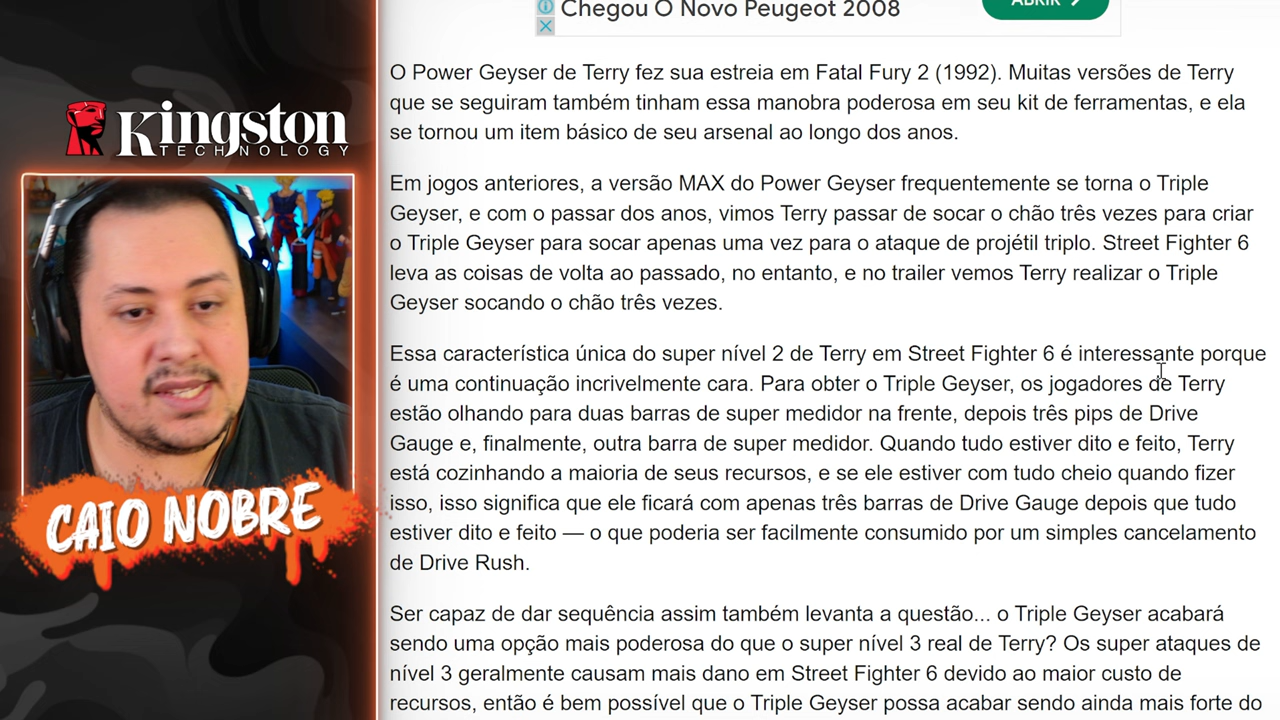 Chegou O Novo Peugeot 2008
ABRIR
Kingston
TECHNOLOGY
O Power Geyser de Terry fez sua estreia em Fatal Fury 2 (1992). Muitas versões de Terry
que se seguiram também tinham essa manobra poderosa em seu kit de ferramentas, e ela
se tornou um item básico de seu arsenal ao longo dos anos.
Em jogos anteriores, a versão MAX do Power Geyser frequentemente se torna o Triple
Geyser, e com o passar dos anos, vimos Terry passar de socar o chão três vezes para criar
o Triple Geyser para socar apenas uma vez para o ataque de projétil triplo. Street Fighter 6
leva as coisas de volta ao passado, no entanto, e no trailer vemos Terry realizar o Triple
Geyser socando o chão três vezes.
Essa característica única do super nível 2 de Terry em Street Fighter 6 é interessante porque
é uma continuação incrivelmente cara. Para obter o Triple Geyser, os jogadores de Terry
estão olhando para duas barras de super medidor na frente, depois três pips de Drive
Gauge e, finalmente, outra barra de super medidor. Quando tudo estiver dito e feito, Terry
está cozinhando a maioria de seus recursos, e se ele estiver com tudo cheio quando fizer
isso, isso significa que ele ficará com apenas três barras de Drive Gauge depois que tudo
estiver dito e feito — o que poderia ser facilmente consumido por um simples cancelamento
de Drive Rush.
Ser capaz de dar sequência assim também levanta a questão... o Triple Geyser acabará
sendo uma opção mais poderosa do que o super nível 3 real de Terry? Os super ataques de
nível 3 geralmente causam mais dano em Street Fighter 6 devido ao maior custo de
recursos, então é bem possível que o Triple Geyser possa acabar sendo ainda mais forte do
CAIO NOBRE